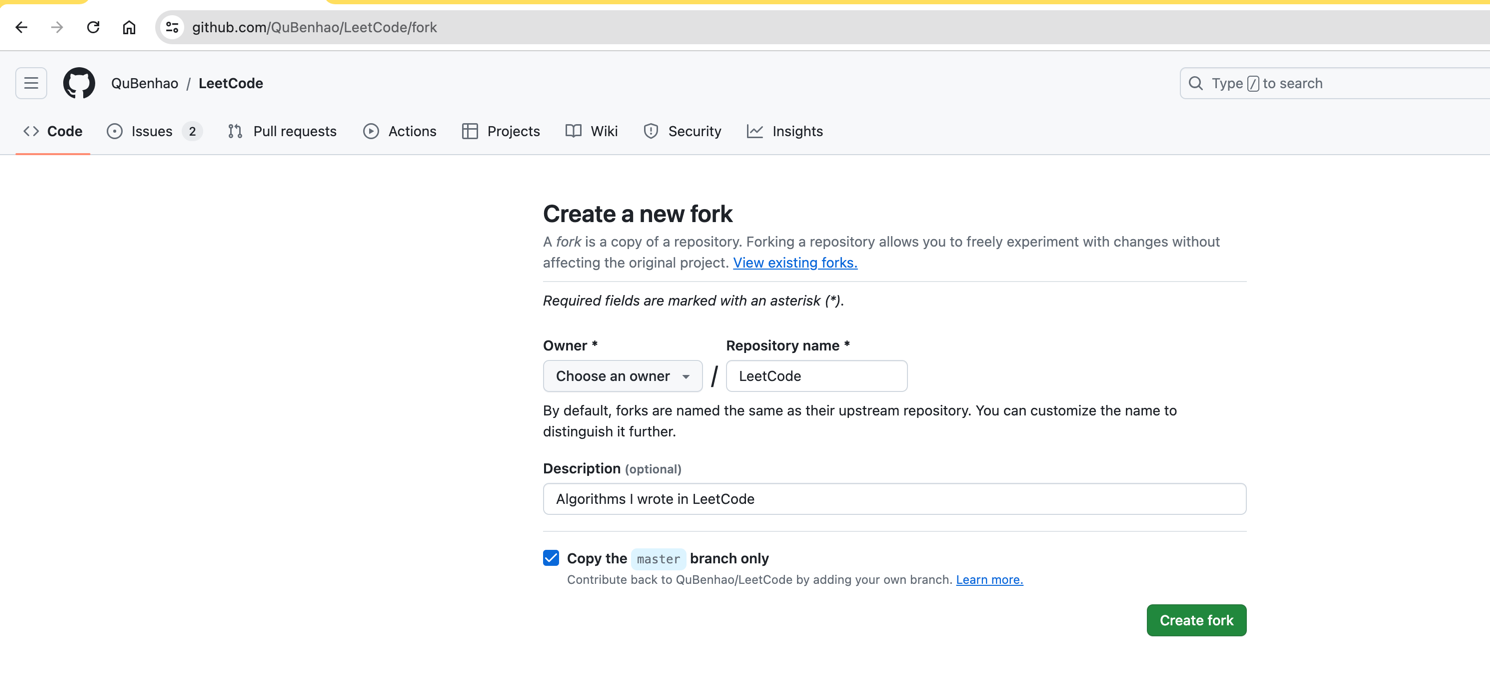 github.com/QuBenhao/LeetCode/fork
QuBenhao / LeetCode
Type / to search
Code Issues 2 Pull requests Actions Projects Wiki Security Insights
Create a new fork
A fork is a copy of a repository. Forking a repository allows you to freely experiment with changes without
affecting the original project. View existing forks.
Required fields are marked with an asterisk (*).
Owner * Repository name *
Choose an owner / LeetCode
By default, forks are named the same as their upstream repository. You can customize the name to
distinguish it further.
Description (optional)
Algorithms I wrote in LeetCode
Copy the master branch only
Contribute back to QuBenhao/LeetCode by adding your own branch. Learn more.
Create fork